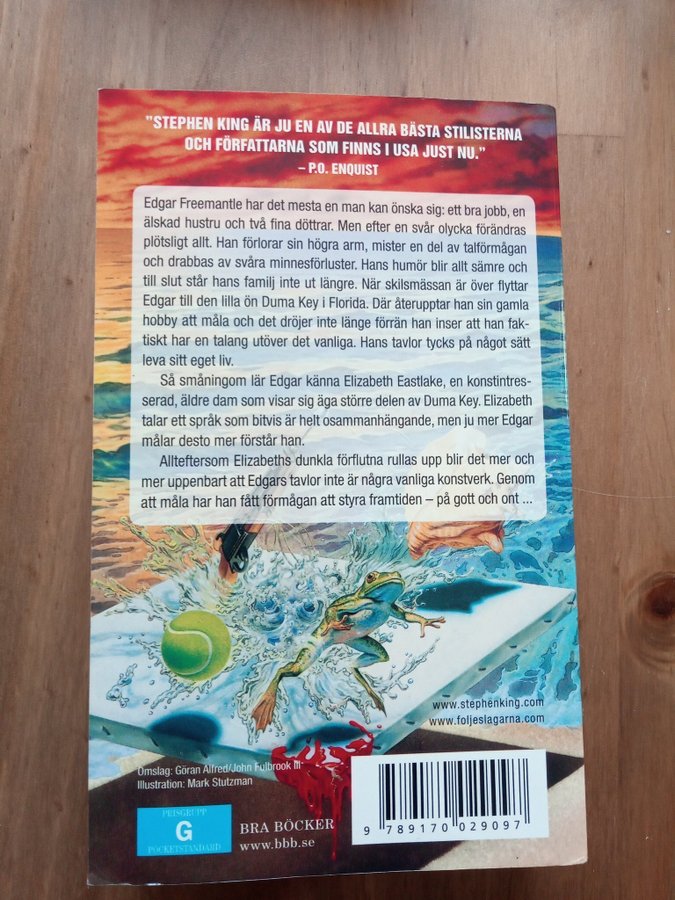 "STEPHEN KING ÄR JU EN AV DE ALLRA BÄSTA STILISTERNA
OCH FÖRFATTARNA SOM FINNS I USA JUST NU."
– P.O. ENQUIST
Edgar Freemantle har det mesta en man kan önska sig: ett bra jobb, en
älskad hustru och två fina döttrar. Men efter en svår olycka förändras
plötsligt allt. Han förlorar sin högra arm, mister en del av talförmågan
och drabbas av svåra minnesförluster. Hans humör blir allt sämre och
till slut står hans familj inte ut längre. När skilsmässan är över flyttar
Edgar till den lilla ön Duma Key i Florida. Där återupptar han sin gamla
hobby att måla och det dröjer inte länge förrän han inser att han fak-
tiskt har en talang utöver det vanliga. Hans tavlor tycks på något sätt
leva sitt eget liv.
Så småningom lär Edgar känna Elizabeth Eastlake, en konstintres-
serad, äldre dam som visar sig äga större delen av Duma Key. Elizabeth
talar ett språk som bitvis är helt osammanhängande, men ju mer Edgar
målar desto mer förstår han.
Allteftersom Elizabeths dunkla förflutna rullas upp blir det mer och
mer uppenbart att Edgars tavlor inte är några vanliga konstverk. Genom
att måla har han fått förmågan att styra framtiden – på gott och ont ...
www.stephenking.com
www.foljeslagarna.com
Omslag: Göran Alfred/John Fulbrook III
Illustration: Mark Stutzman
PRISGRUPP
G
POCKETSTANDARD
BRA BÖCKER
www.bbb.se
9 789170 029097